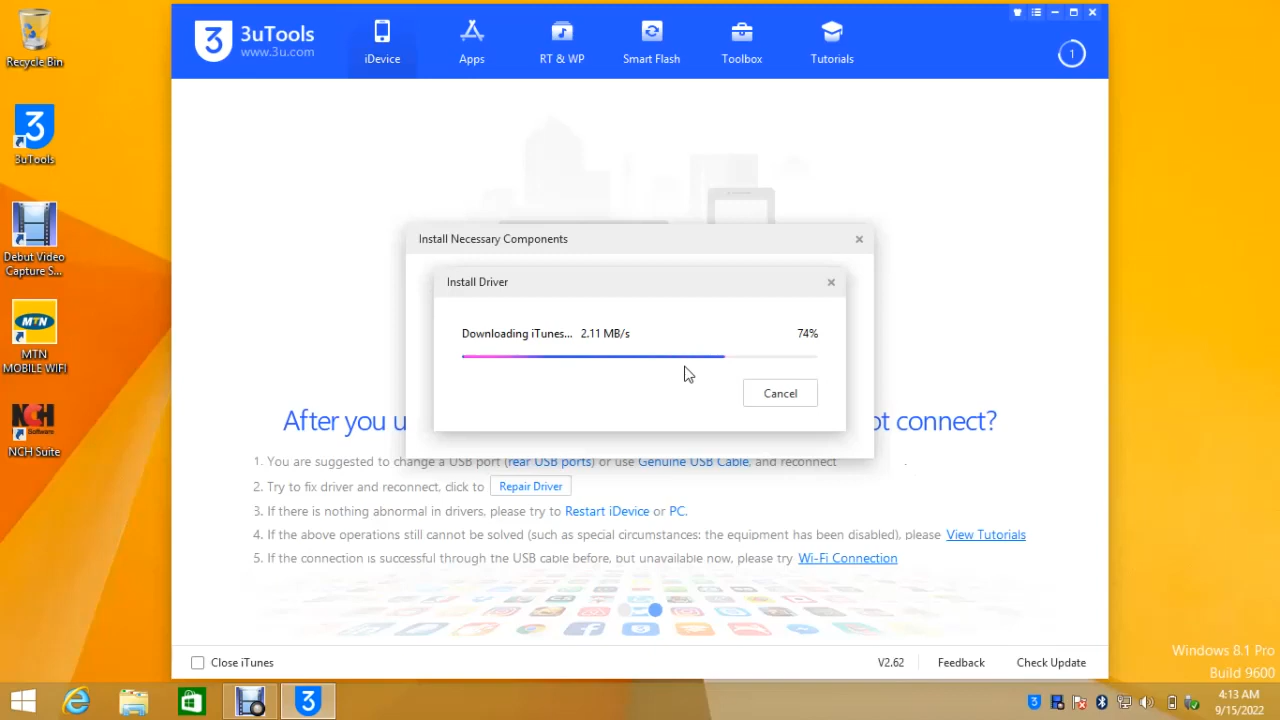 Recycle Bin
3uTools
Debut Video
Capture S...
MTN
MTN
MOBILE WIFI
NCH
Software
NCH Suite
3
3uTools
www.3u.com
iDevice
Apps
RT & WP
Smart Flash
Toolbox
Tutorials
1
Install Necessary Components
Install Driver
Downloading iTunes... 2.11 MB/s 74%
Cancel
After you u
ot connect?
1. You are suggested to change a USB port (rear USB ports) or use Genuine USB Cable, and reconnect .
2. Try to fix driver and reconnect, click to Repair Driver
3. If there is nothing abnormal in drivers, please try to Restart iDevice or PC.
4. If the above operations still cannot be solved (such as special circumstances: the equipment has been disabled), please View Tutorials
5. If the connection is successful through the USB cable before, but unavailable now, please try Wi-Fi Connection
Close iTunes
V2.62
Feedback
Check Update
Windows 8.1 Pro
Build 9600
4:13 AM
9/15/2022